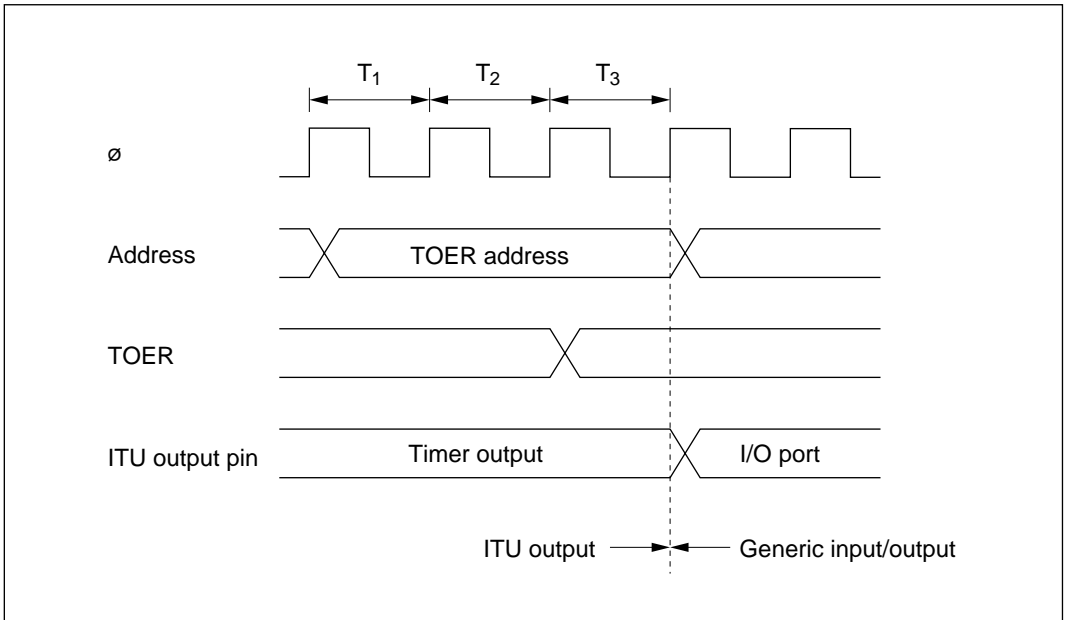 T1 T2 T3
ø
Address TOER address
TOER
ITU output pin Timer output I/O port
ITU output Generic input/output